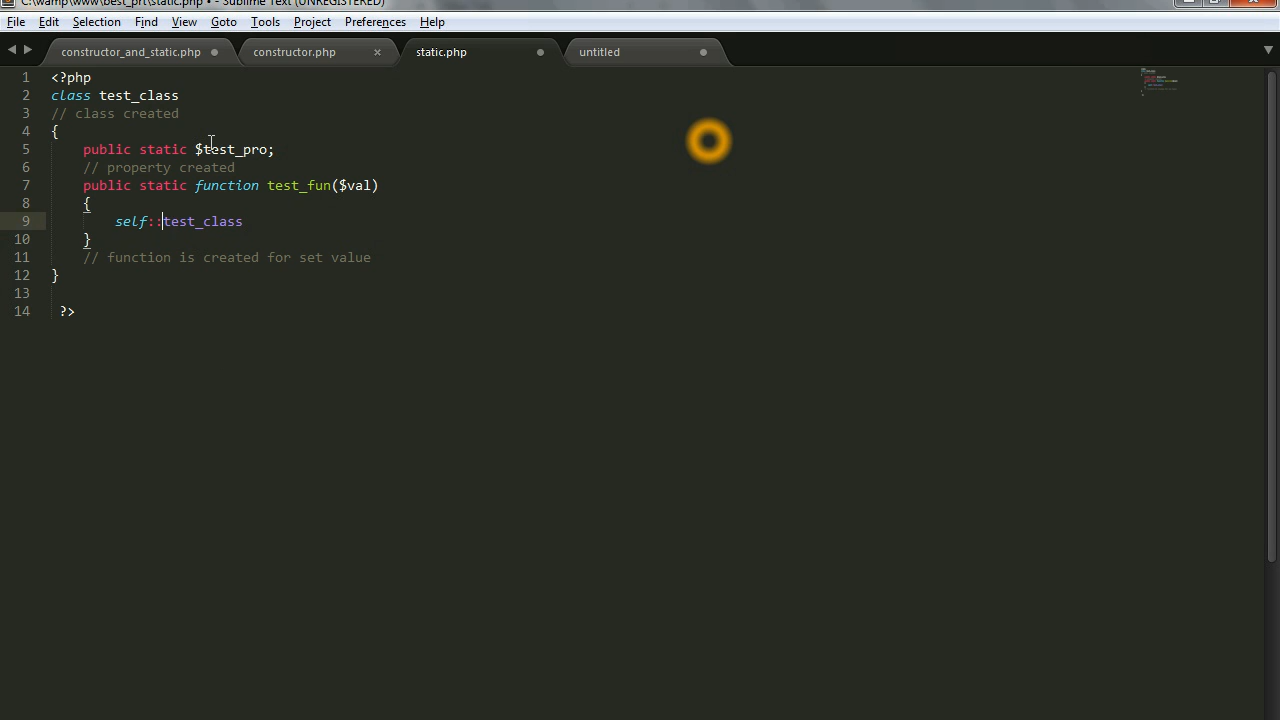 C:\wamp\www\best_prt\static.php • - Sublime Text (UNREGISTERED)
File Edit Selection Find View Goto Tools Project Preferences Help
constructor_and_static.php constructor.php × static.php untitled
1 <?php
2 class test_class
3 // class created
4 {
5 public static $test_pro;
6 // property created
7 public static function test_fun($val)
8 {
9 self::test_class
10 }
11 // function is created for set value
12 }
13
14 ?>